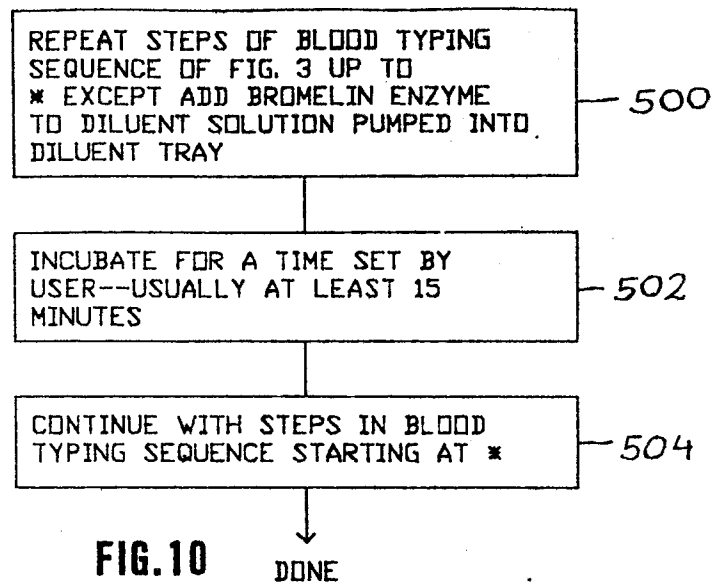 REPEAT STEPS OF BLOOD TYPING
SEQUENCE OF FIG. 3 UP TO
* EXCEPT ADD BROMELIN ENZYME
TO DILUENT SOLUTION PUMPED INTO
DILUENT TRAY
500
INCUBATE FOR A TIME SET BY
USER--USUALLY AT LEAST 15
MINUTES
502
CONTINUE WITH STEPS IN BLOOD
TYPING SEQUENCE STARTING AT *
504
FIG.10 DONE